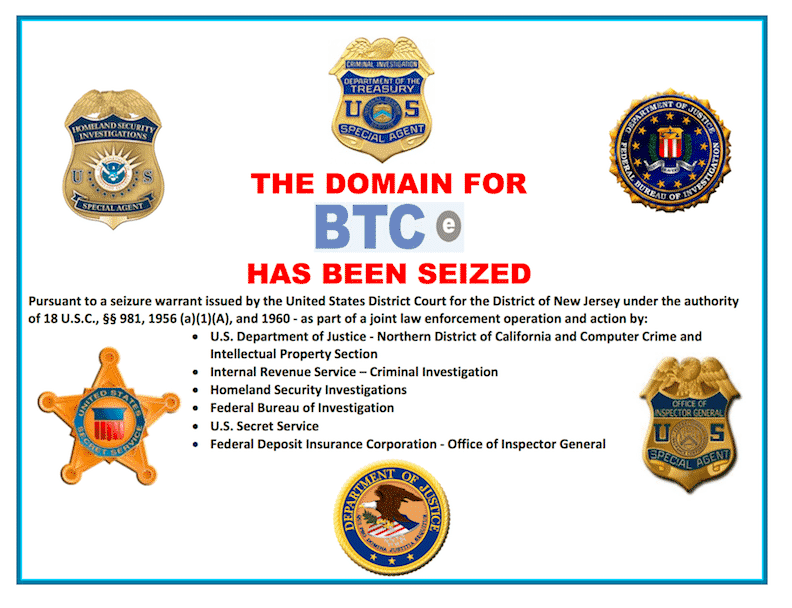 CRIMINAL INVESTIGATION
DEPARTMENT OF THE
TREASURY
U S
SPECIAL AGENT
HOMELAND SECURITY
INVESTIGATIONS
U S
SPECIAL AGENT
DEPARTMENT OF JUSTICE
FEDERAL BUREAU OF INVESTIGATION
THE DOMAIN FOR
BTC e
HAS BEEN SEIZED
Pursuant to a seizure warrant issued by the United States District Court for the District of New Jersey under the authority
of 18 U.S.C., §§ 981, 1956 (a)(1)(A), and 1960 - as part of a joint law enforcement operation and action by:
• U.S. Department of Justice - Northern District of California and Computer Crime and
Intellectual Property Section
• Internal Revenue Service – Criminal Investigation
• Homeland Security Investigations
• Federal Bureau of Investigation
• U.S. Secret Service
• Federal Deposit Insurance Corporation - Office of Inspector General
UNITED STATES
SECRET SERVICE
OFFICE OF
INSPECTOR GENERAL
U S
SPECIAL AGENT
DEPARTMENT OF JUSTICE